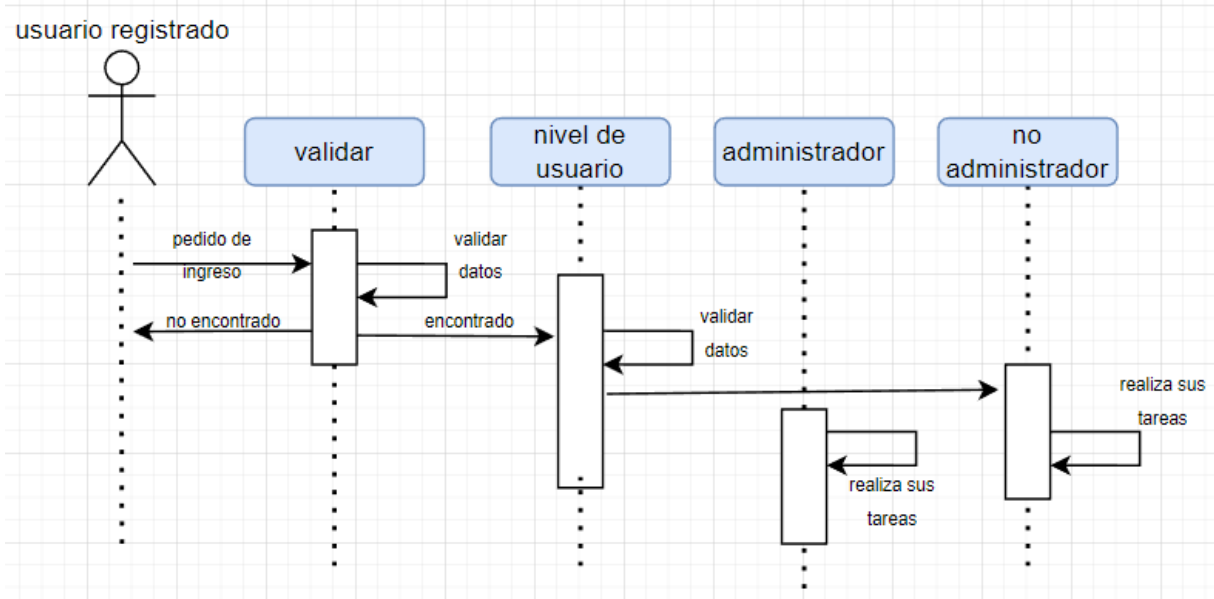 usuario registrado
validar
nivel de
usuario
administrador
no
administrador
pedido de
ingreso
validar
datos
no encontrado
encontrado
validar
datos
realiza sus
tareas
realiza sus
tareas